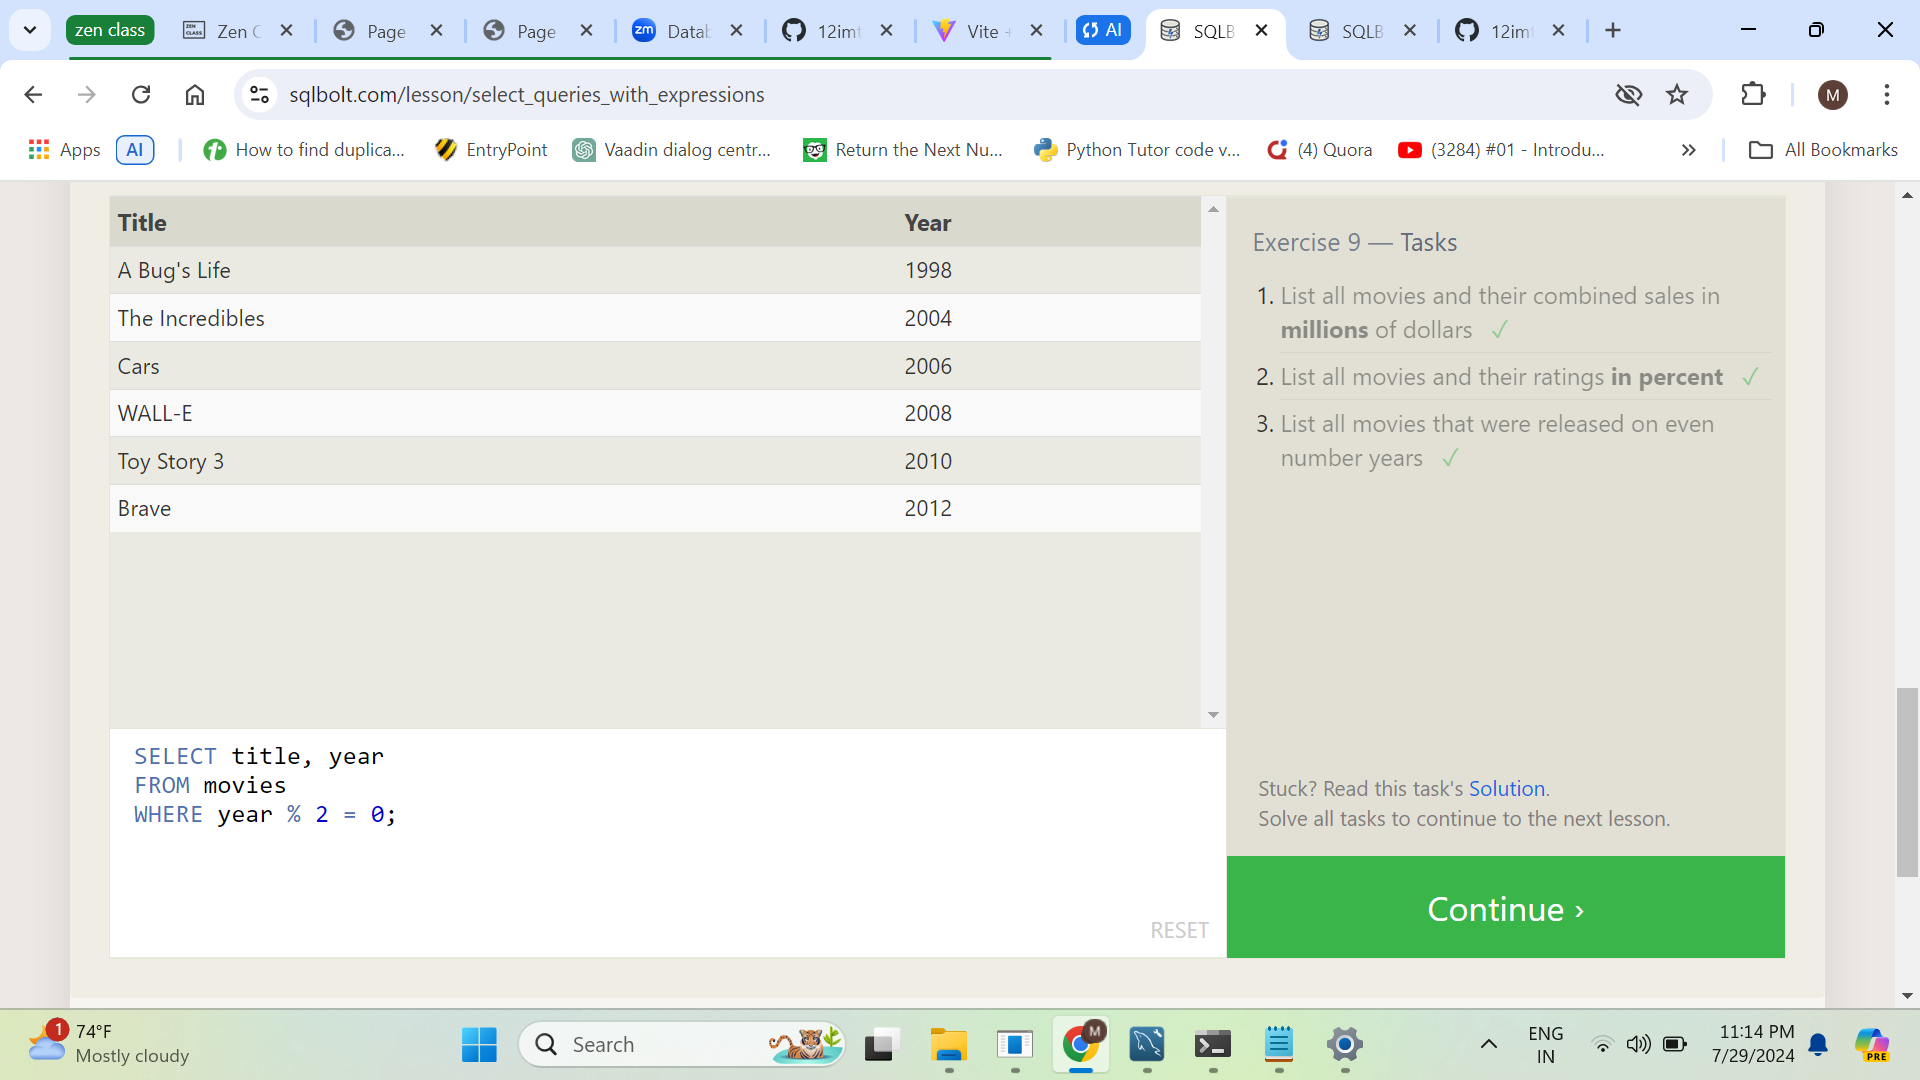 zen class
Zen C
Page
Page
zm
Datab
12im
Vite +
AI
SQLB
SQLB
12im
sqlbolt.com/lesson/select_queries_with_expressions
M
Apps
AI
How to find duplica...
EntryPoint
Vaadin dialog centr...
Return the Next Nu...
Python Tutor code v...
(4) Quora
(3284) #01 - Introdu...
»
All Bookmarks
Title Year
A Bug's Life 1998
The Incredibles 2004
Cars 2006
WALL-E 2008
Toy Story 3 2010
Brave 2012
SELECT title, year
FROM movies
WHERE year % 2 = 0;
RESET
Exercise 9 — Tasks
1. List all movies and their combined sales in
millions of dollars ✓
2. List all movies and their ratings in percent ✓
3. List all movies that were released on even
number years ✓
Stuck? Read this task's Solution.
Solve all tasks to continue to the next lesson.
Continue ›
1
74°F
Mostly cloudy
Search
M
ENG
IN
11:14 PM
7/29/2024
PRE